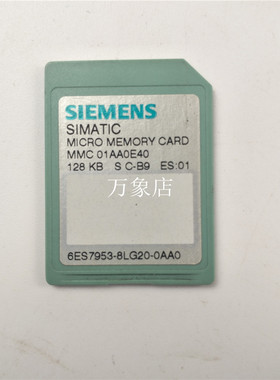 SIEMENS
SIMATIC
MICRO MEMORY CARD
MMC 01AA0E40
128 KB S C-B9 ES:01
万象店
6ES7953-8LG20-0AA0